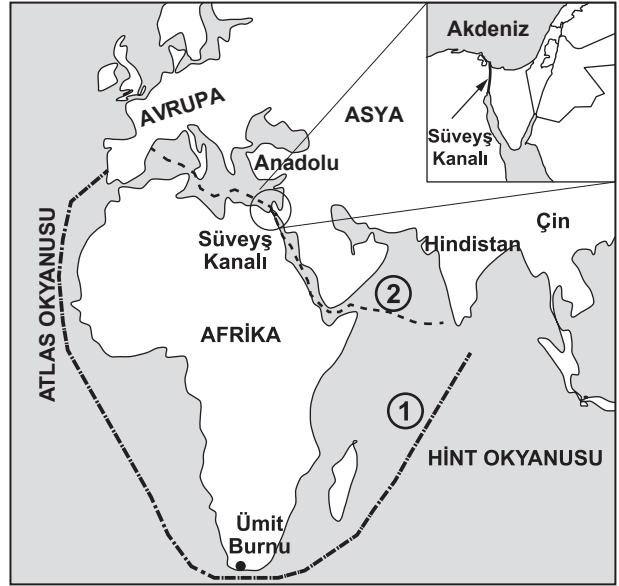 Akdeniz
Süveyş
Kanalı
AVRUPA
ASYA
Anadolu
Süveyş
Kanalı
Hindistan
Çin
ATLAS OKYANUSU
2
AFRİKA
1
HİNT OKYANUSU
Ümit
Burnu